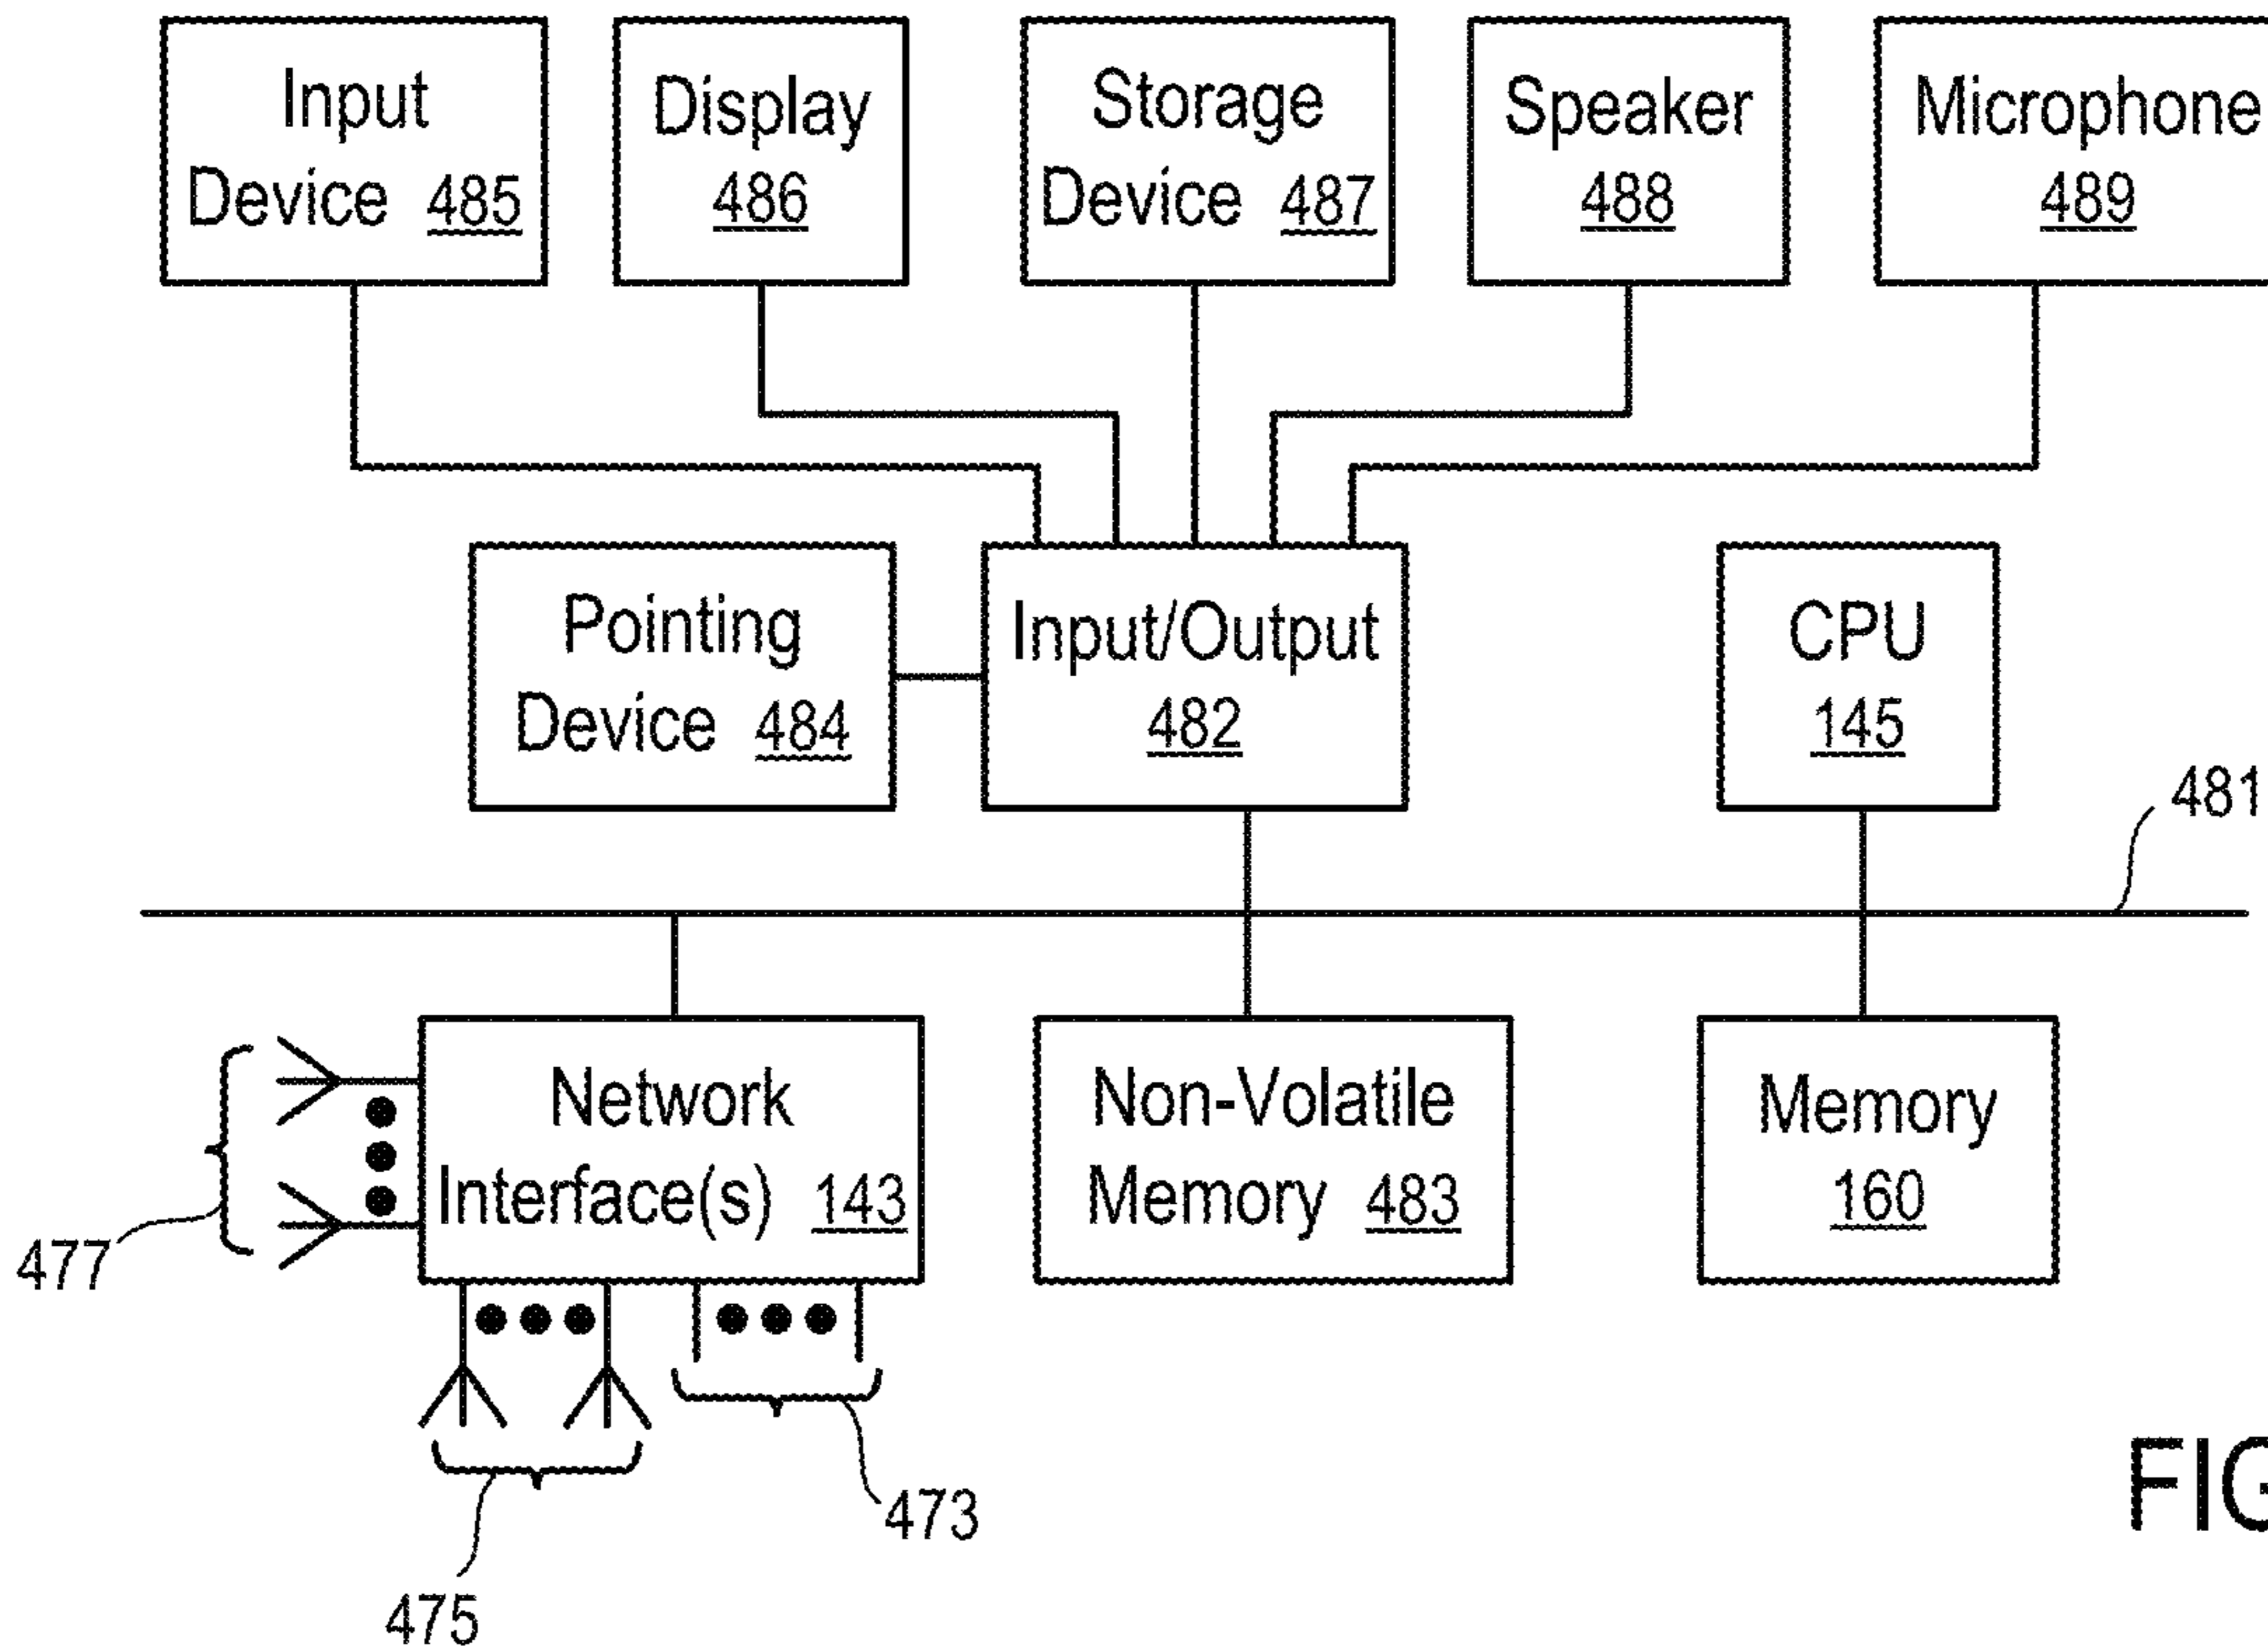 Input
Device 485
Display
486
Storage
Device 487
Speaker
488
Microphone
489
Pointing
Device 484
Input/Output
482
CPU
145
481
Network
Interface(s) 143
Non-Volatile
Memory 483
Memory
160
477
473
475
FIG